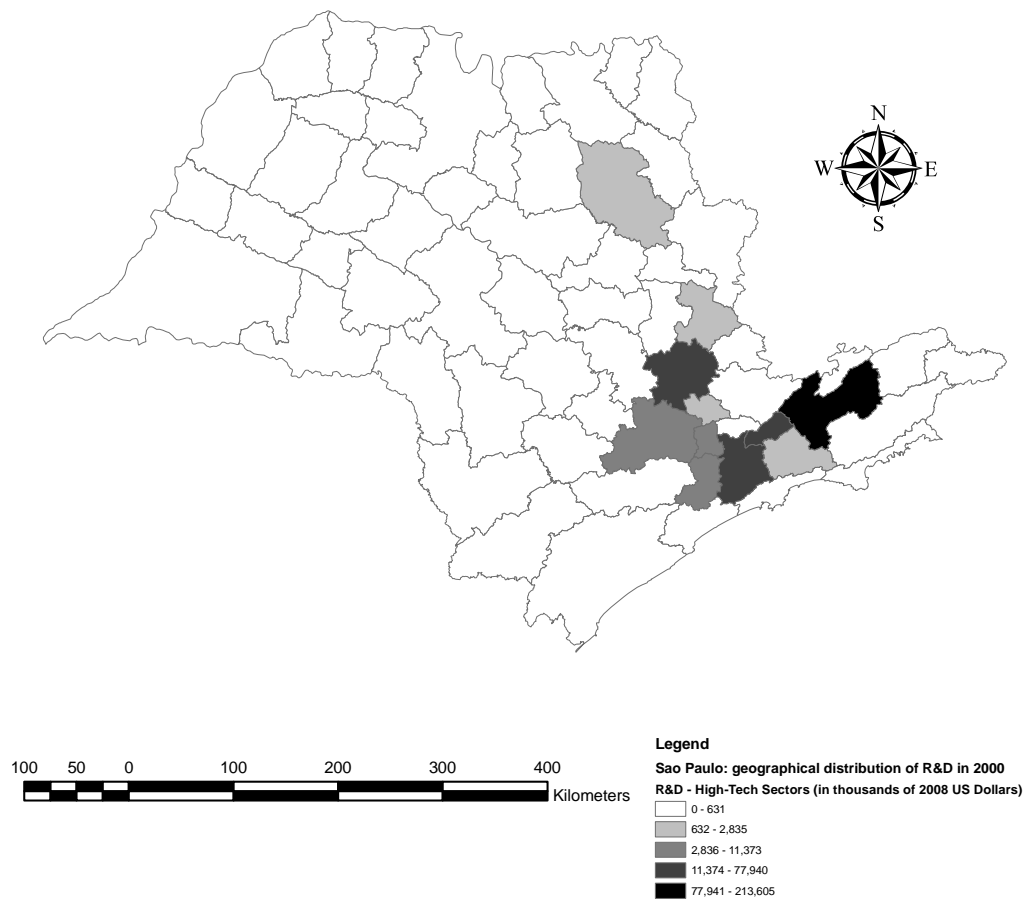 N
W E
S
100 50 0 100 200 300 400
Kilometers
Legend
Sao Paulo: geographical distribution of R&D in 2000
R&D - High-Tech Sectors (in thousands of 2008 US Dollars)
0 - 631
632 - 2,835
2,836 - 11,373
11,374 - 77,940
77,941 - 213,605